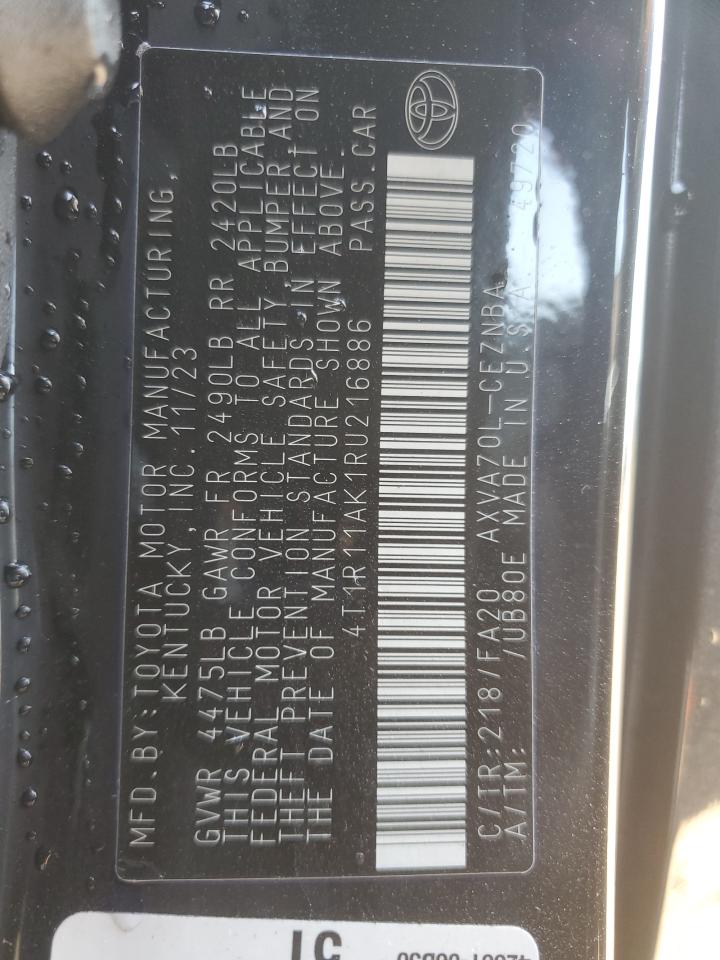 MFD.BY:TOYOTA MOTOR MANUFACTURING,
KENTUCKY,INC.11/23
GVWR 4475LB GAWR FR 2490LB RR 2420LB
THIS VEHICLE CONFORMS TO ALL APPLICABLE
FEDERAL MOTOR VEHICLE SAFETY,BUMPER,AND
THEFT PREVENTION STANDARDS IN EFFECT ON
THE DATE OF MANUFACTURE SHOWN ABOVE.
4T1R11AK1RU216886 PASS.CAR
C/TR:218/FA20 AXVA70L-CEZNBA 49720
A/TM: /UB80E MADE IN U.S.A.